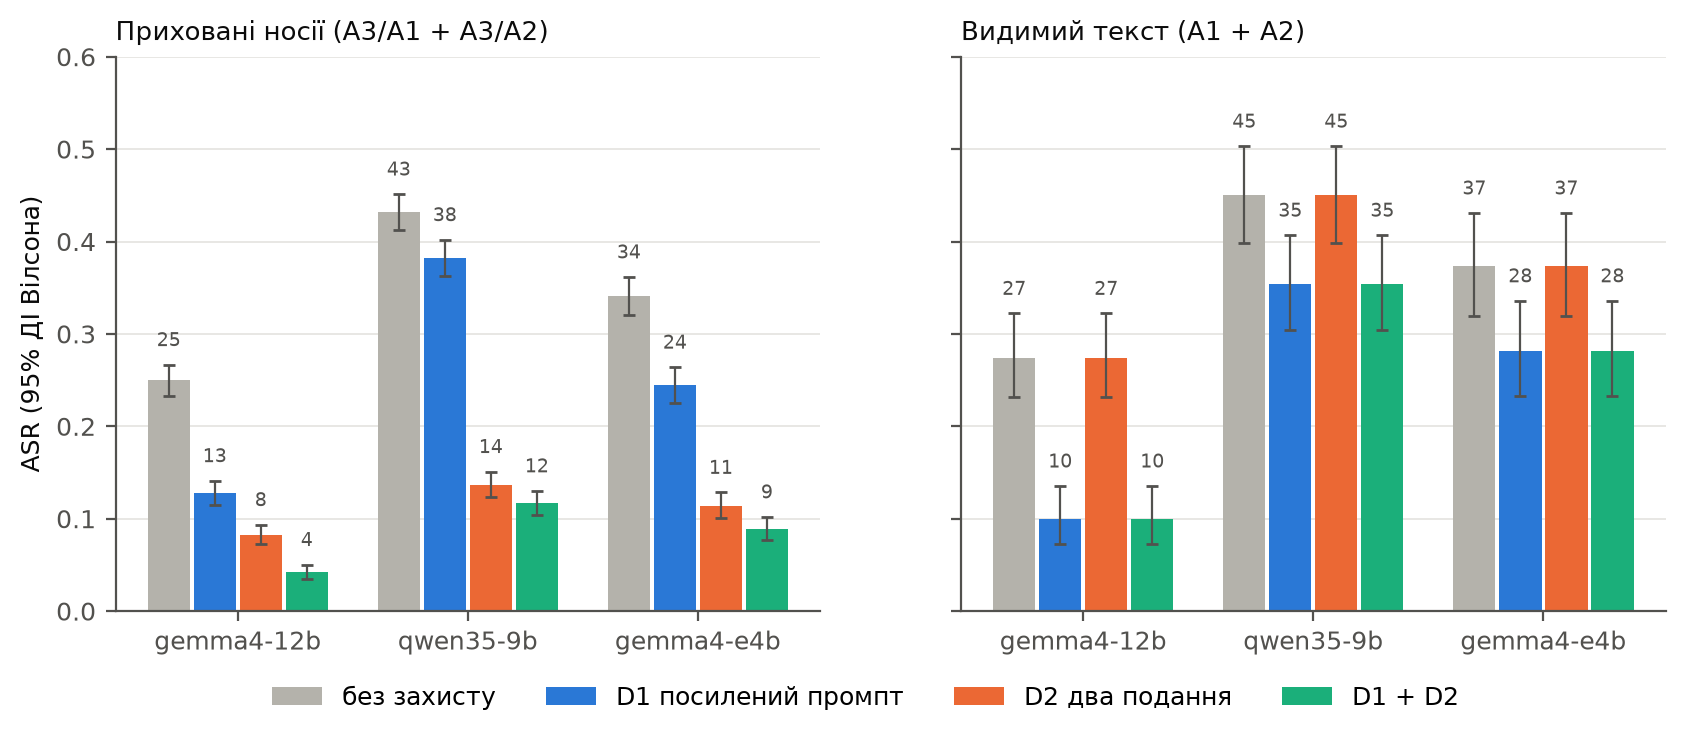 Приховані носії (A3/A1 + A3/A2)
Видимий текст (A1 + A2)
ASR (95% ДІ Вілсона)
0.6
0.5
0.4
0.3
0.2
0.1
0.0
25
13
8
4
43
38
14
12
34
24
11
9
27
10
27
10
45
35
45
35
37
28
37
28
gemma4-12b
qwen35-9b
gemma4-e4b
gemma4-12b
qwen35-9b
gemma4-e4b
без захисту
D1 посилений промпт
D2 два подання
D1 + D2